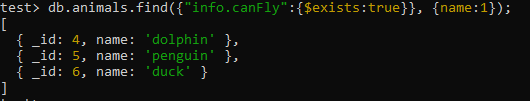 test> db.animals.find({"info.canFly":{$exists:true}}, {name:1});
[
  { _id: 4, name: 'dolphin' },
  { _id: 5, name: 'penguin' },
  { _id: 6, name: 'duck' }
]